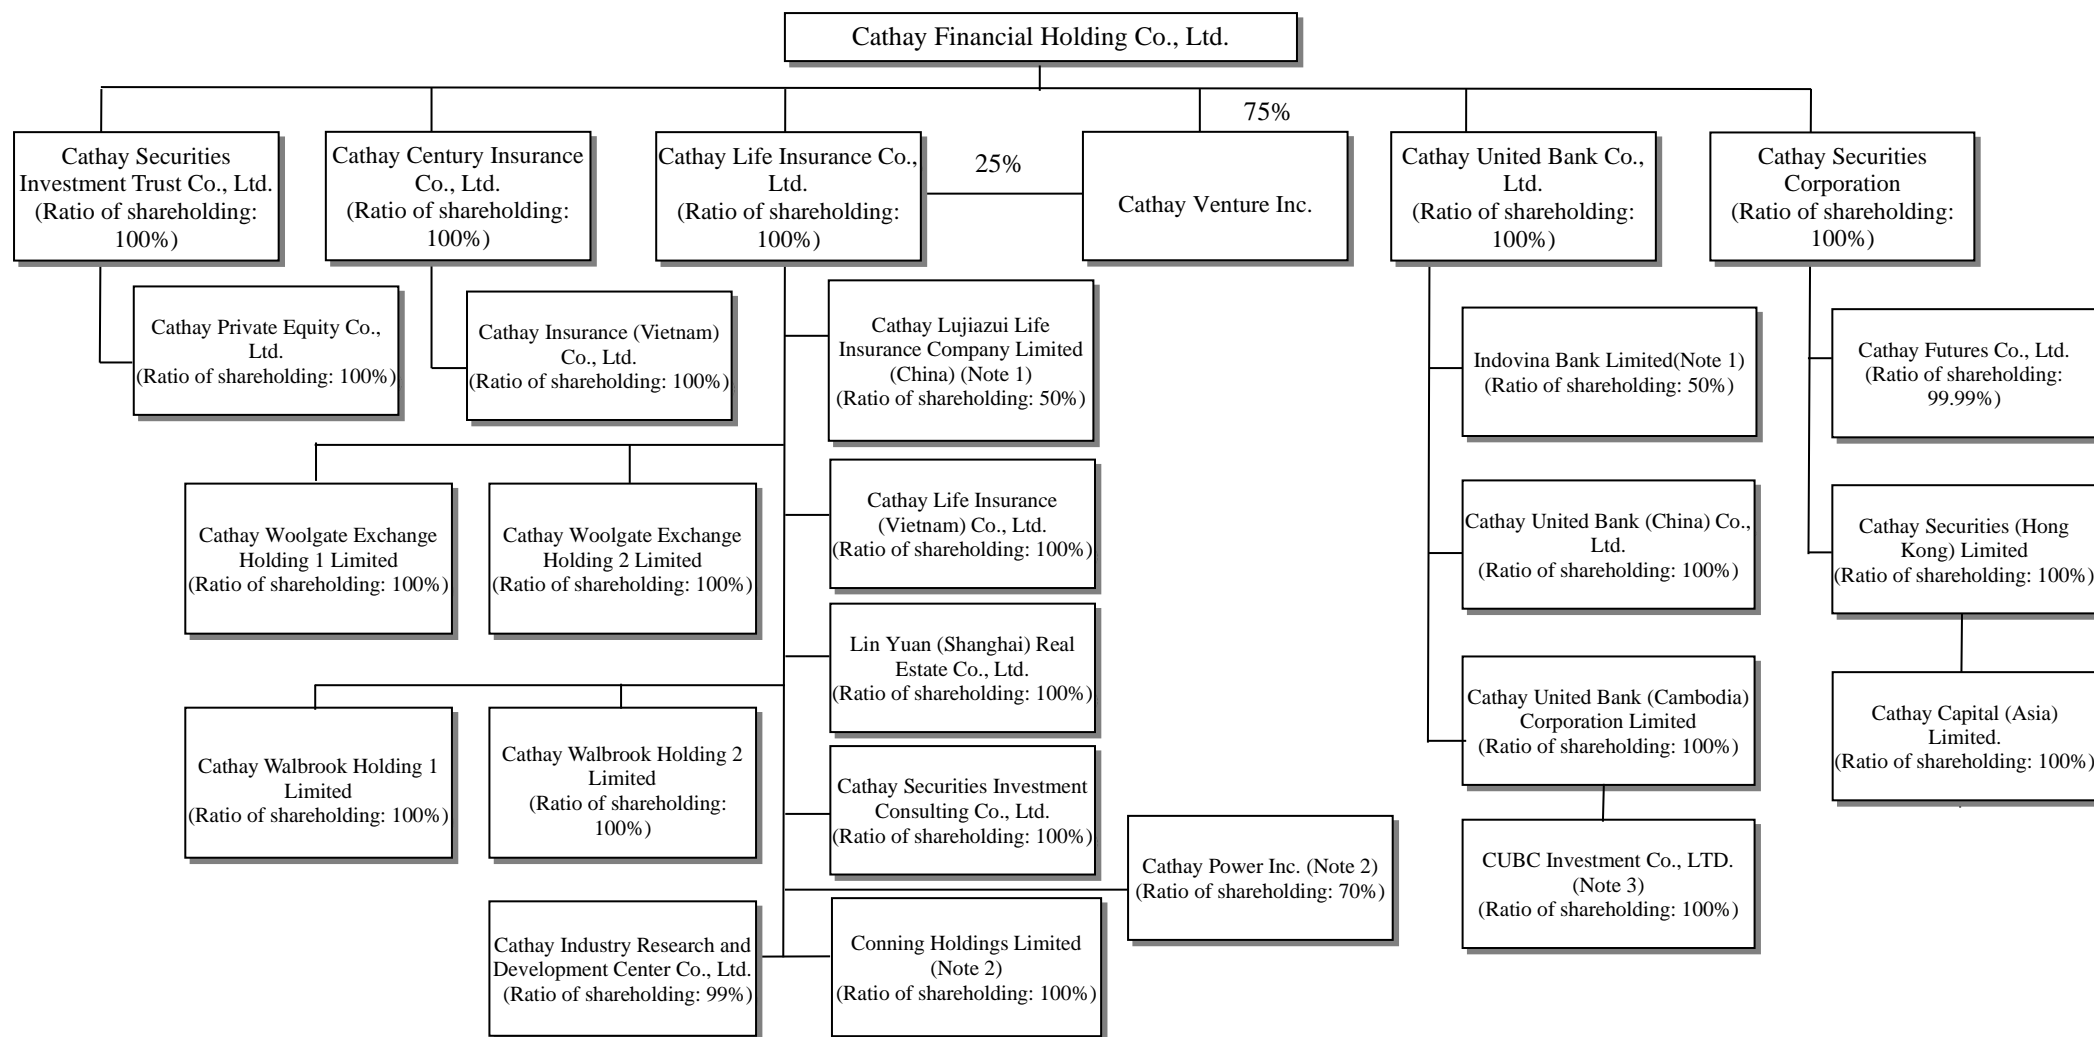 Cathay Financial Holding Co., Ltd.
75%
25%
Cathay Securities
Investment Trust Co., Ltd.
(Ratio of shareholding:
100%)
Cathay Century Insurance
Co., Ltd.
(Ratio of shareholding:
100%)
Cathay Life Insurance Co.,
Ltd.
(Ratio of shareholding:
100%)
Cathay Venture Inc.
Cathay United Bank Co.,
Ltd.
(Ratio of shareholding:
100%)
Cathay Securities
Corporation
(Ratio of shareholding:
100%)
Cathay Private Equity Co.,
Ltd.
(Ratio of shareholding: 100%)
Cathay Insurance (Vietnam)
Co., Ltd.
(Ratio of shareholding: 100%)
Cathay Lujiazui Life
Insurance Company Limited
(China) (Note 1)
(Ratio of shareholding: 50%)
Indovina Bank Limited(Note 1)
(Ratio of shareholding: 50%)
Cathay Futures Co., Ltd.
(Ratio of shareholding:
99.99%)
Cathay Woolgate Exchange
Holding 1 Limited
(Ratio of shareholding: 100%)
Cathay Woolgate Exchange
Holding 2 Limited
(Ratio of shareholding: 100%)
Cathay Life Insurance
(Vietnam) Co., Ltd.
(Ratio of shareholding: 100%)
Cathay United Bank (China) Co.,
Ltd.
(Ratio of shareholding: 100%)
Cathay Securities (Hong
Kong) Limited
(Ratio of shareholding: 100%)
Lin Yuan (Shanghai) Real
Estate Co., Ltd.
(Ratio of shareholding: 100%)
Cathay United Bank (Cambodia)
Corporation Limited
(Ratio of shareholding: 100%)
Cathay Capital (Asia)
Limited.
(Ratio of shareholding: 100%)
Cathay Walbrook Holding 1
Limited
(Ratio of shareholding: 100%)
Cathay Walbrook Holding 2
Limited
(Ratio of shareholding:
100%)
Cathay Securities Investment
Consulting Co., Ltd.
(Ratio of shareholding: 100%)
Cathay Power Inc. (Note 2)
(Ratio of shareholding: 70%)
CUBC Investment Co., LTD.
(Note 3)
(Ratio of shareholding: 100%)
Cathay Industry Research and
Development Center Co., Ltd.
(Ratio of shareholding: 99%)
Conning Holdings Limited
(Note 2)
(Ratio of shareholding: 100%)